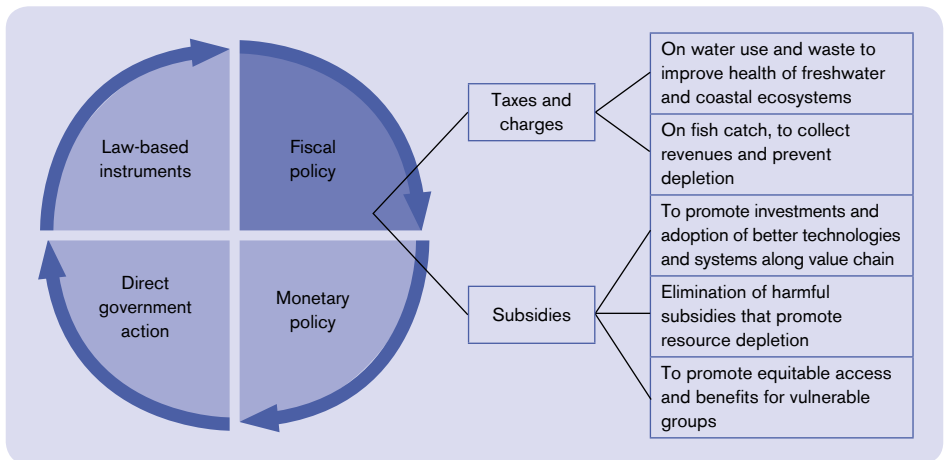 Law-based
instruments
Fiscal
policy
Direct
government
action
Monetary
policy
Taxes and
charges
On water use and waste to
improve health of freshwater
and coastal ecosystems
On fish catch, to collect
revenues and prevent
depletion
Subsidies
To promote investments and
adoption of better technologies
and systems along value chain
Elimination of harmful
subsidies that promote
resource depletion
To promote equitable access
and benefits for vulnerable
groups